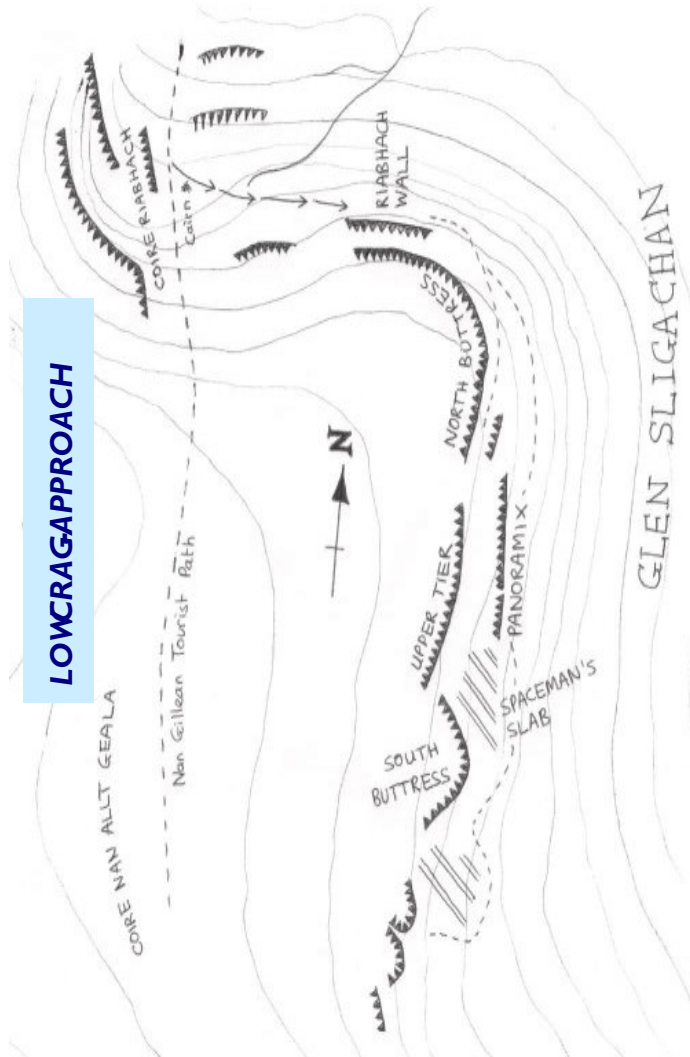 LOWCRAGAPPROACH
COIRE RIABHACH
Cairn
RIABHACH
WALL
NORTH BUTTRESS
N
GLEN SLIGACHAN
UPPER TIER
PANORAMIX
Nan Gillean Tourist Path
SPACEMAN'S
SLAB
SOUTH
BUTTRESS
COIRE NAN ALLT GEALA